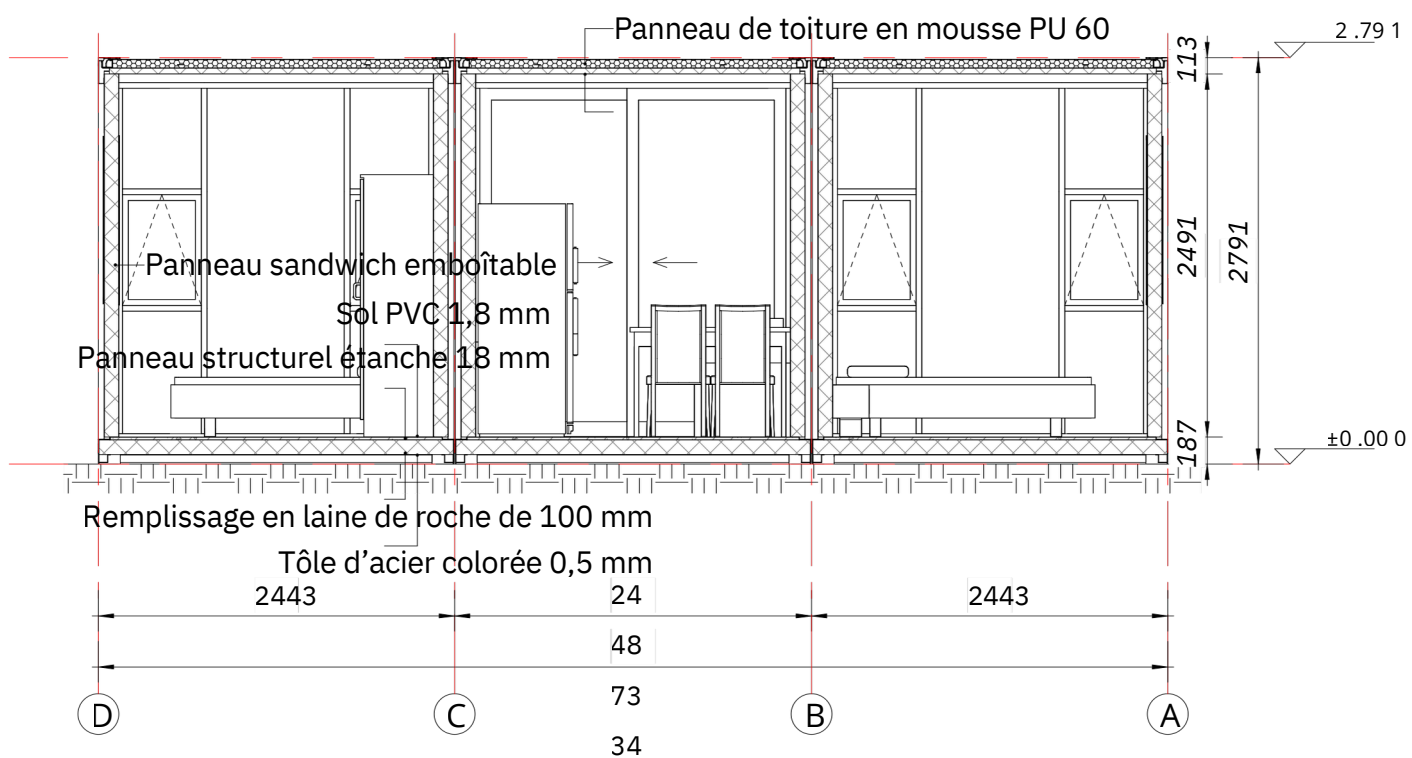 Panneau de toiture en mousse PU 60
2 .79 1
113
2491
2791
Panneau sandwich emboîtable
Sol PVC 1,8 mm
Panneau structurel étanche 18 mm
187
±0 .00 0
Remplissage en laine de roche de 100 mm
Tôle d’acier colorée 0,5 mm
2443
24
2443
48
73
D
C
B
A
34